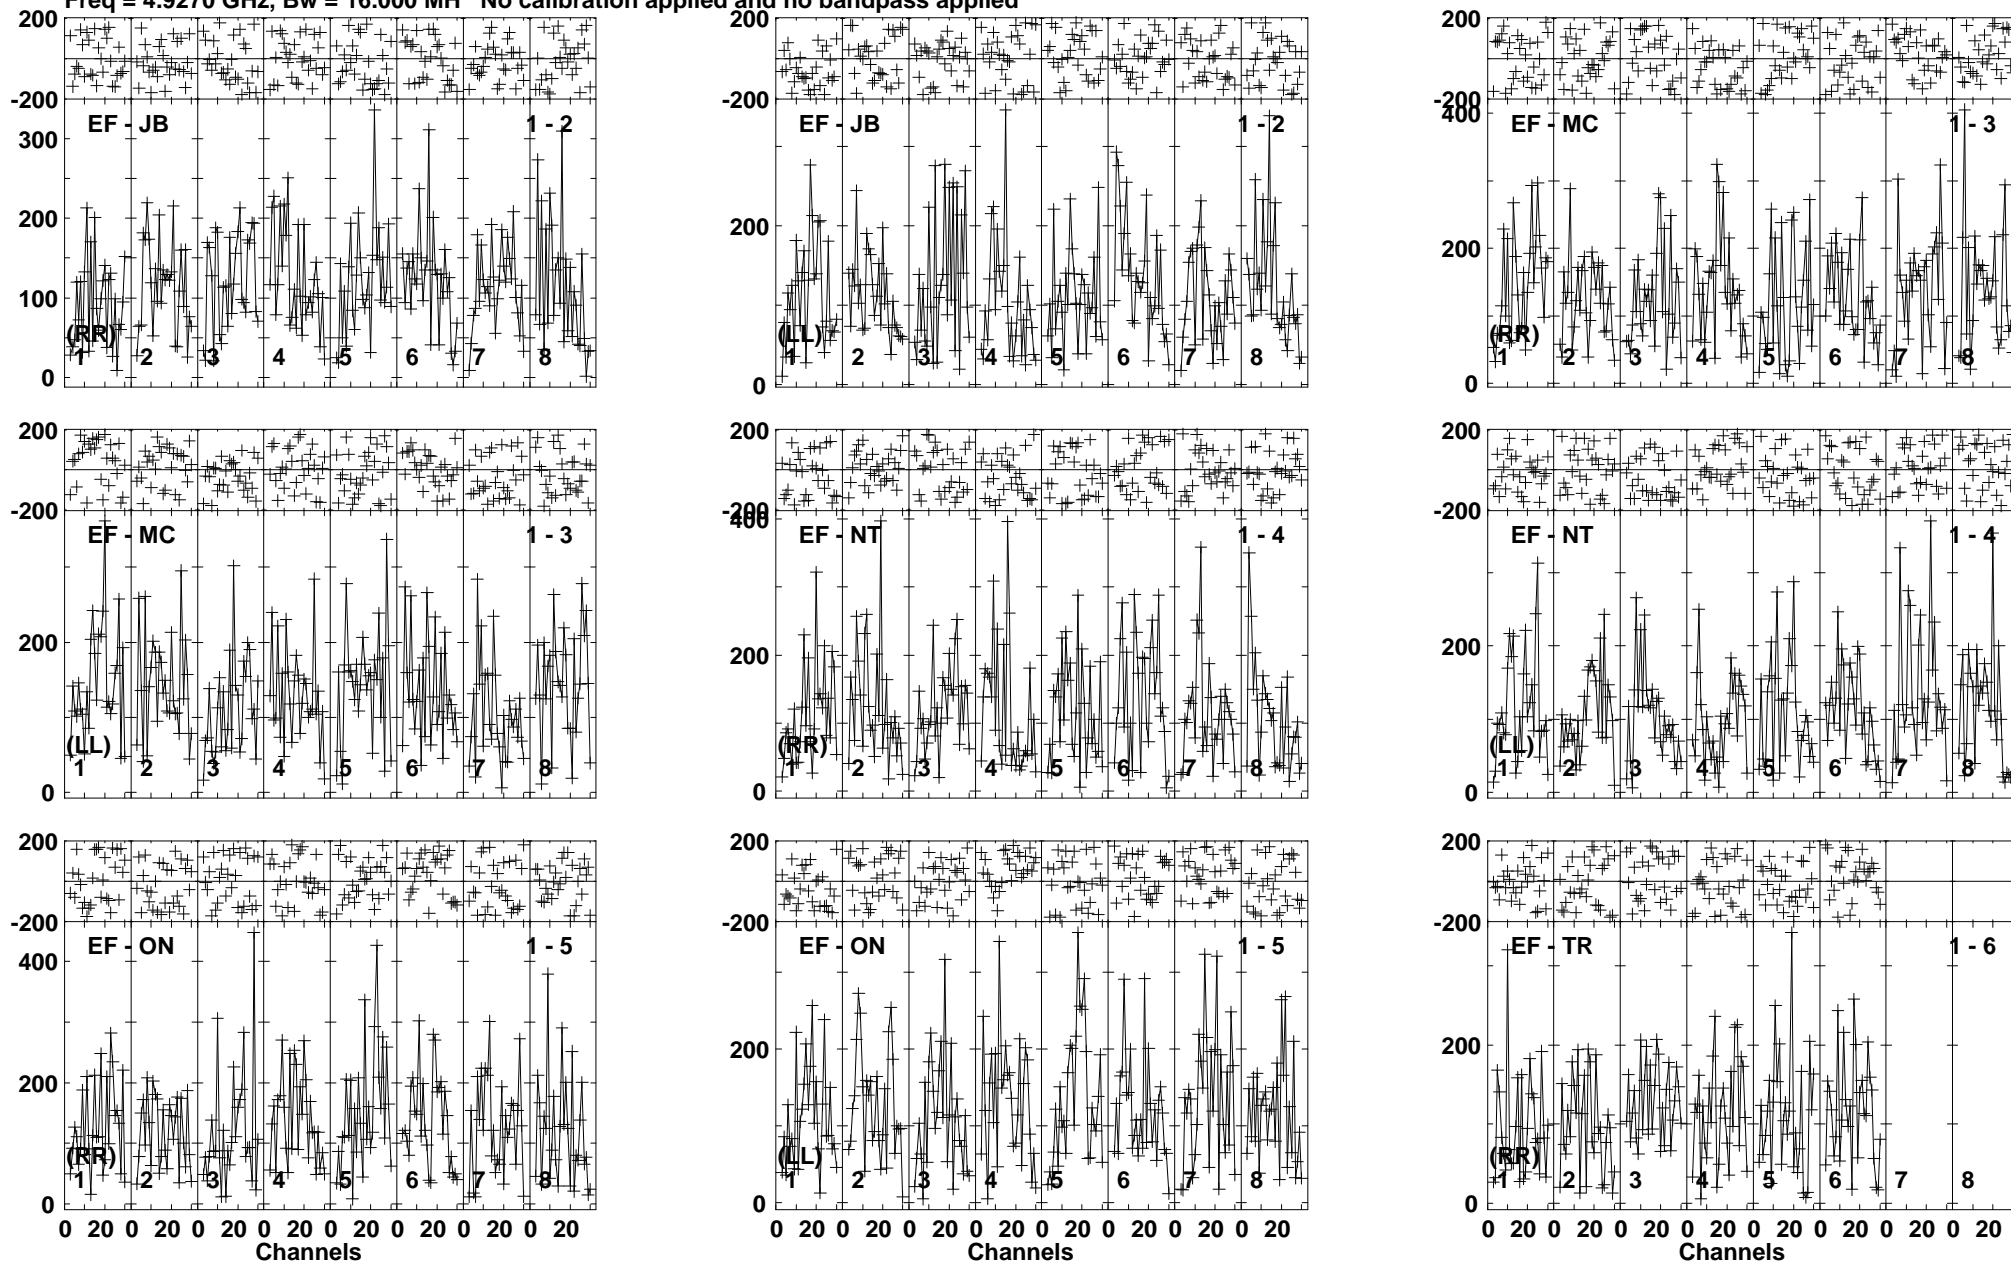 Freq = 4.9270 GHz, Bw = 16.000 MH No calibration applied and no bandpass applied
200
-200
EF - JB 1 - 2
300
200
100
0
(RR)
1 2 3 4 5 6 7 8
200
-200
EF - JB 1 - 2
200
0
(LL)
1 2 3 4 5 6 7 8
200
-200
400
EF - MC 1 - 3
200
0
(RR)
1 2 3 4 5 6 7 8
200
-200
EF - MC 1 - 3
200
0
(LL)
1 2 3 4 5 6 7 8
200
-200
400
EF - NT 1 - 4
200
0
(RR)
1 2 3 4 5 6 7 8
200
-200
EF - NT 1 - 4
200
0
(LL)
1 2 3 4 5 6 7 8
200
-200
EF - ON 1 - 5
400
200
0
(RR)
1 2 3 4 5 6 7 8
0 20 0 20 0 20 0 20 0 20 0 20 0 20 0 20
Channels
200
-200
EF - ON 1 - 5
200
0
(LL)
1 2 3 4 5 6 7 8
0 20 0 20 0 20 0 20 0 20 0 20 0 20 0 20
Channels
200
-200
EF - TR 1 - 6
200
0
(RR)
1 2 3 4 5 6 7 8
0 20 0 20 0 20 0 20 0 20 0 20 0 20 0 20
Channels